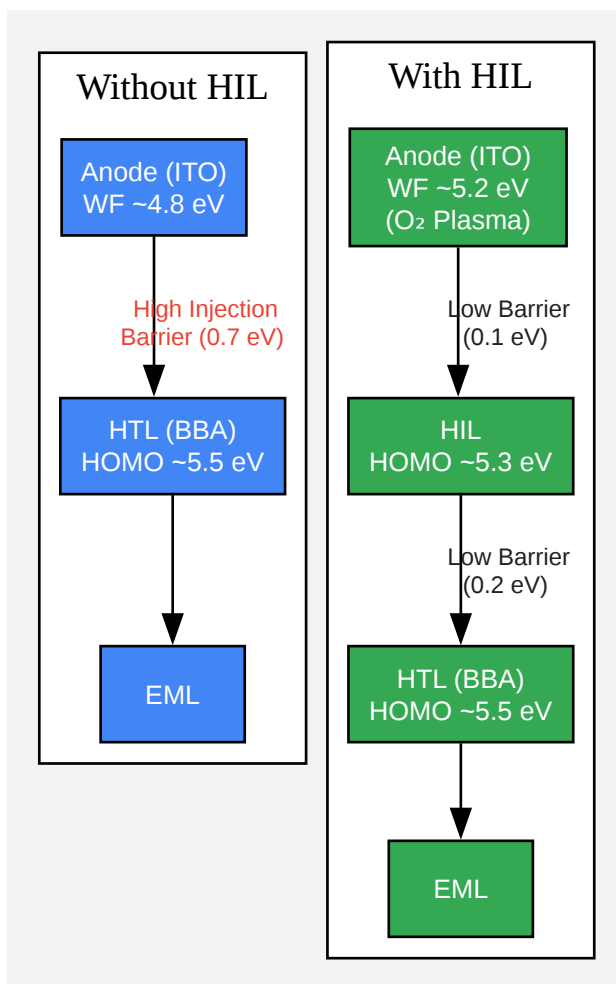 Without HIL
Anode (ITO)
WF ~4.8 eV
High Injection
Barrier (0.7 eV)
HTL (BBA)
HOMO ~5.5 eV
EML
With HIL
Anode (ITO)
WF ~5.2 eV
(O₂ Plasma)
Low Barrier
(0.1 eV)
HIL
HOMO ~5.3 eV
Low Barrier
(0.2 eV)
HTL (BBA)
HOMO ~5.5 eV
EML